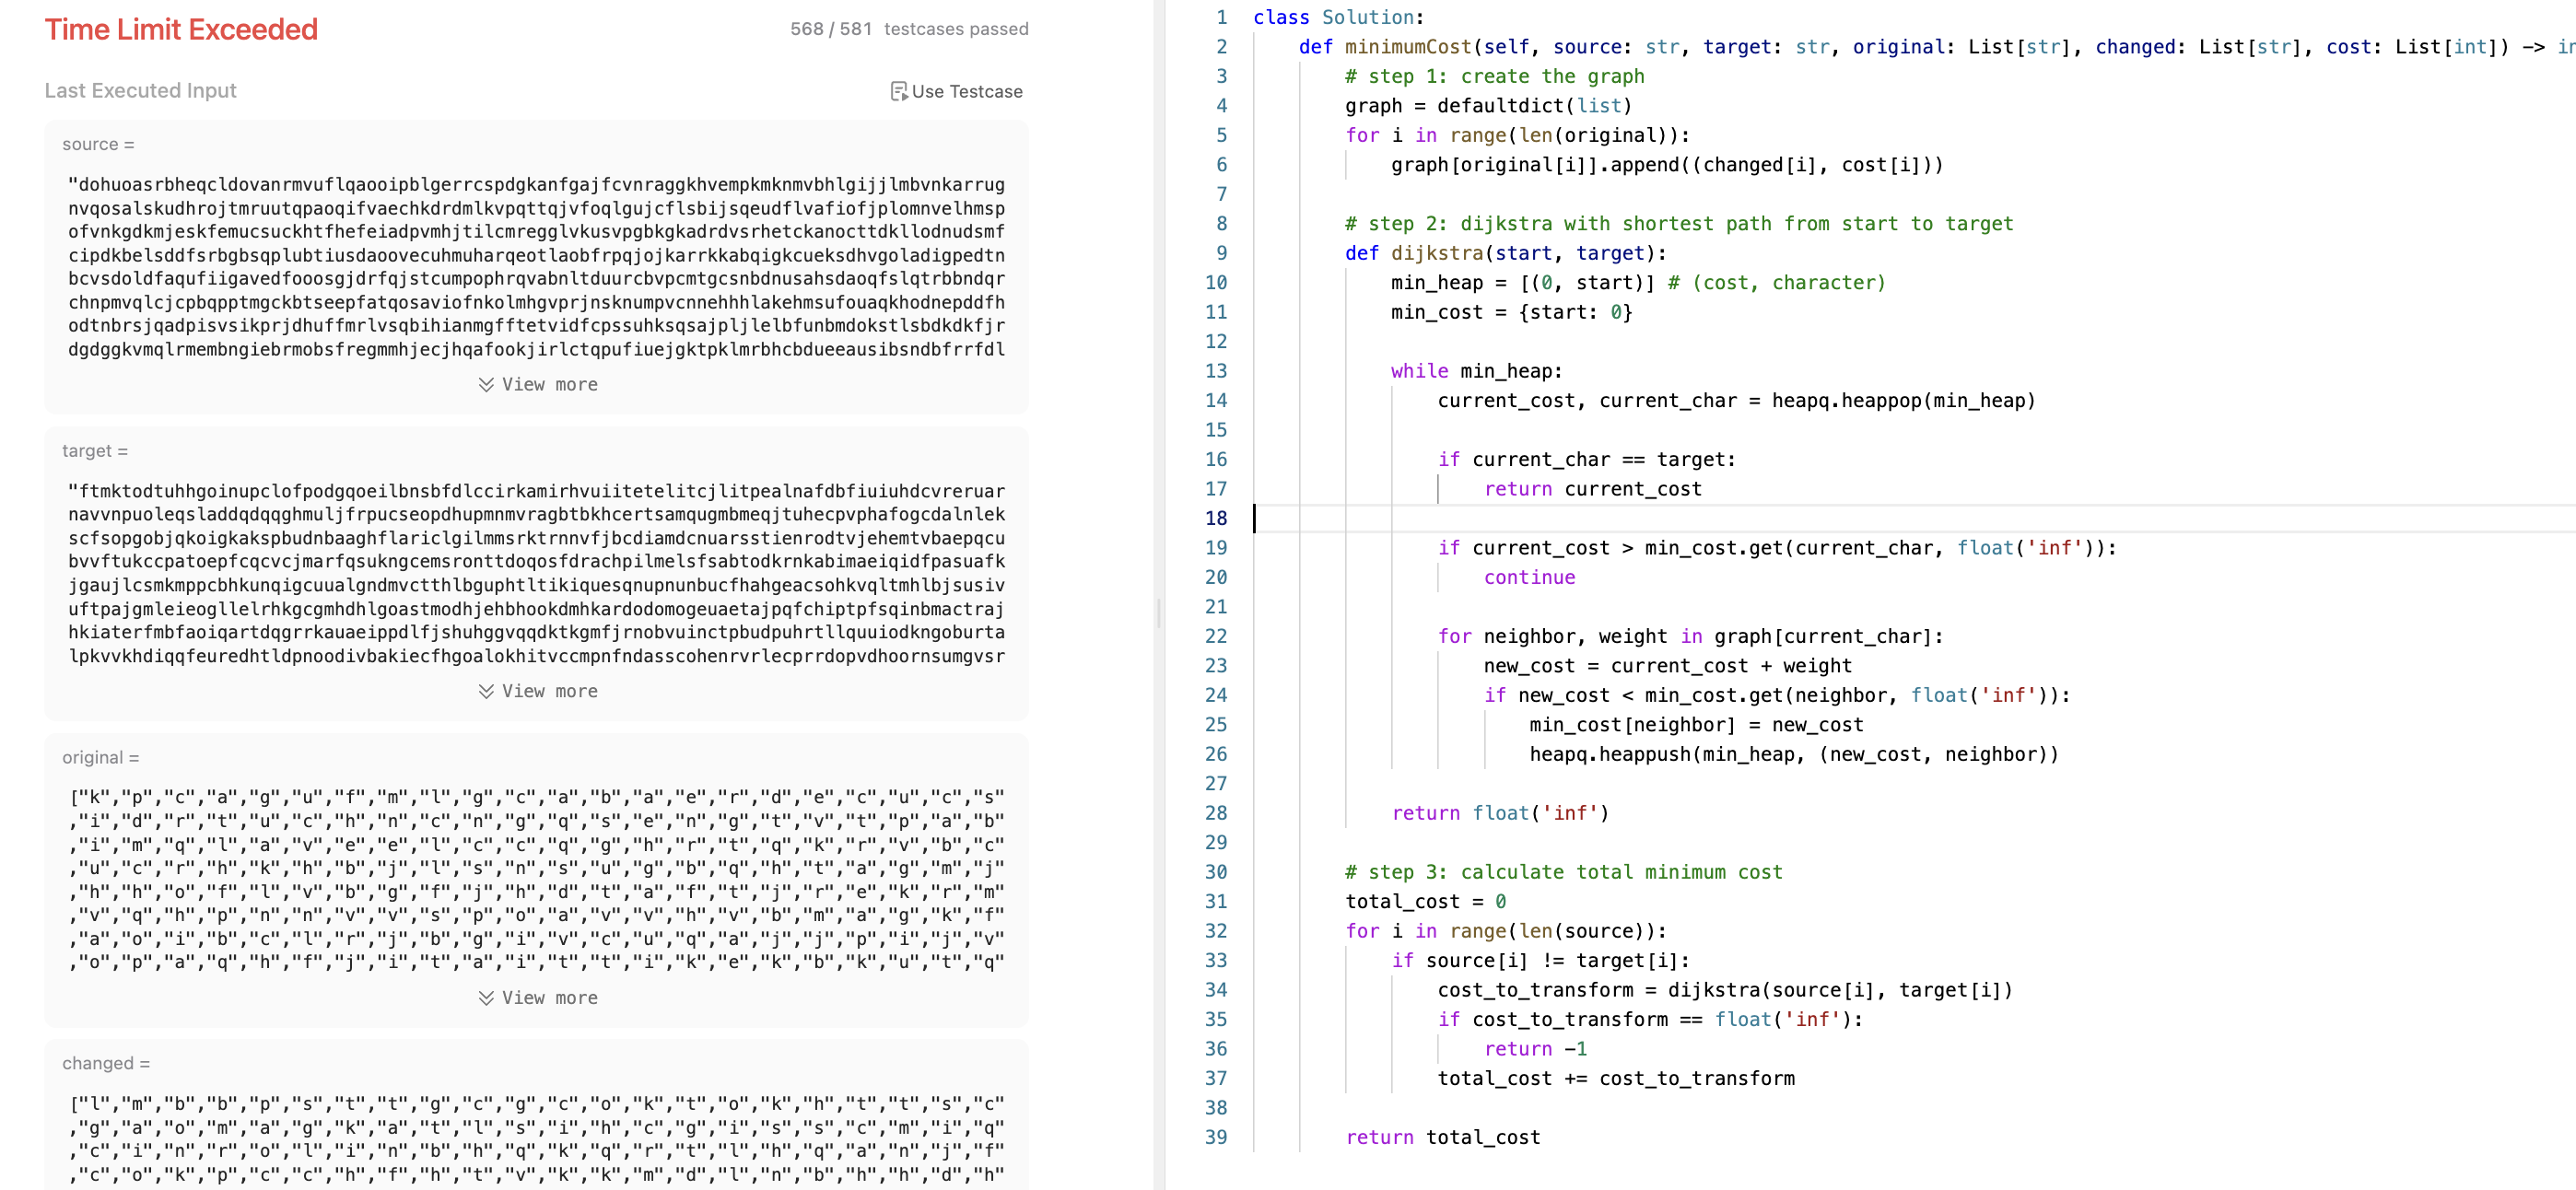 Time Limit Exceeded
568 / 581 testcases passed
Last Executed Input
Use Testcase
source =
"dohuoasrbheqcldovanrmvuflqaooipblgerrcspdgkanfgajfcvnraggkhvempkmknmvbhlgijjlmbvnkarrug
nvqosalskudhrojtmruutqpaoqifvaechkdrdmlkvpqttqjvfoqlgujcflsbijsqeudflvafiofjplomnvelhmsp
ofvnkgdkmjeskfemucsuckhtfhefeiadpvmhjtilcmregglvkusvpgbkgkadrdvsrhetckanocttdkllodnudsmf
cipdkbelsddfsrbgbsqplubtiusdaoovecuhmuharqeotlaobfrpqjojkarrkkabqigkcueksdhvgoladigpedtn
bcvsdoldfaqufiigavedfooosgjdrfqjstcumpophrqvabnltduurcbvpcmtgcsnbdnusahsdaoqfslqtrbbndqr
chnpmvqlcjcpbqpptmgckbtseepfatqosaviofnkolmhgvprjnsknumpvcnnehhhlakehmsufouaqkhodnepddfh
odtnbrsjqadpisvsikprjdhuffmrlvsqbihianmgfftetvidfcpssuhksqsajpljlelbfunbmdokstlsbdkdkfjr
dgdggkvmqlrmembngiebrmobsfregmmhjecjhqafookjirlctqpufiuejgktpklmrbhcbdueeausibsndbfrrfdl
View more
target =
"ftmktodtuhhgoinupclofpodgqoeilbnsbfdlccirkamirhvuiitetelitcjlitpealnafdbfiuiuhdcvreruar
navvnpuoleqsladdqdqqghmuljfrpucseopdhupmnmvragbtbkhcertsamqugmbmeqjtuhecpvphafogcdalnlek
scfsopgobjqkoigkakspbudnbaaghflariclgilmmsrktrnnvfjbcdiamdcnuarsstienrodtvjehemtvbaepqcu
bvvftukccpatoepfcqcvcjmarfqsukngcemsronttdoqosfdrachpilmelsfsabtodkrnkabimaeiqidfpasuafk
jgaujlcsmkmppcbhkunqigcuualgndmvctthlbguphtltikiquesqnupnunbucfhahgeacsohkvqltmhlbjsusiv
uftpajgmleieogllelrhkgcgmhdhlgoastmodhjehbhookdmhkardodomogeuaetajpqfchiptpfsqinbmactraj
hkiaterfmbfaoiqartdqgrrkauaeippdlfjshuhggvqqdktkgmfjrnobvuinctpbudpuhrtllquuiodkngoburta
lpkvvkhdiqqfeuredhtldpnoodivbakiecfhgoalokhitvccmpnfndasscohenrvrlecprrdopvdhoornsumgvsr
View more
original =
["k","p","c","a","g","u","f","m","l","g","c","a","b","a","e","r","d","e","c","u","c","s"
,"i","d","r","t","u","c","h","n","c","n","g","q","s","e","n","g","t","v","t","p","a","b"
,"i","m","q","l","a","v","e","e","l","c","c","q","g","h","r","t","q","k","r","v","b","c"
,"u","c","r","h","k","h","b","j","l","s","n","s","u","g","b","q","h","t","a","g","m","j"
,"h","h","o","f","l","v","b","g","f","j","h","d","t","a","f","t","j","r","e","k","r","m"
,"v","q","h","p","n","n","v","v","s","p","o","a","v","v","h","v","b","m","a","g","k","f"
,"a","o","i","b","c","l","r","j","b","g","i","v","c","u","q","a","j","j","p","i","j","v"
,"o","p","a","q","h","f","j","i","t","a","i","t","t","i","k","e","k","b","k","u","t","q"
View more
changed =
["l","m","b","b","p","s","t","t","g","c","g","c","o","k","t","o","k","h","t","t","s","c"
,"g","a","o","m","a","g","k","a","t","l","s","i","h","c","g","i","s","s","c","m","i","q"
,"c","i","n","r","o","l","i","n","b","h","q","k","q","r","t","l","h","q","a","n","j","f"
,"c","o","k","p","c","c","h","f","h","t","v","k","k","m","d","l","n","b","h","h","d","h"
1 class Solution:
2 def minimumCost(self, source: str, target: str, original: List[str], changed: List[str], cost: List[int]) -> in
3 # step 1: create the graph
4 graph = defaultdict(list)
5 for i in range(len(original)):
6 graph[original[i]].append((changed[i], cost[i]))
7
8 # step 2: dijkstra with shortest path from start to target
9 def dijkstra(start, target):
10 min_heap = [(0, start)] # (cost, character)
11 min_cost = {start: 0}
12
13 while min_heap:
14 current_cost, current_char = heapq.heappop(min_heap)
15
16 if current_char == target:
17 return current_cost
18
19 if current_cost > min_cost.get(current_char, float('inf')):
20 continue
21
22 for neighbor, weight in graph[current_char]:
23 new_cost = current_cost + weight
24 if new_cost < min_cost.get(neighbor, float('inf')):
25 min_cost[neighbor] = new_cost
26 heapq.heappush(min_heap, (new_cost, neighbor))
27
28 return float('inf')
29
30 # step 3: calculate total minimum cost
31 total_cost = 0
32 for i in range(len(source)):
33 if source[i] != target[i]:
34 cost_to_transform = dijkstra(source[i], target[i])
35 if cost_to_transform == float('inf'):
36 return -1
37 total_cost += cost_to_transform
38
39 return total_cost